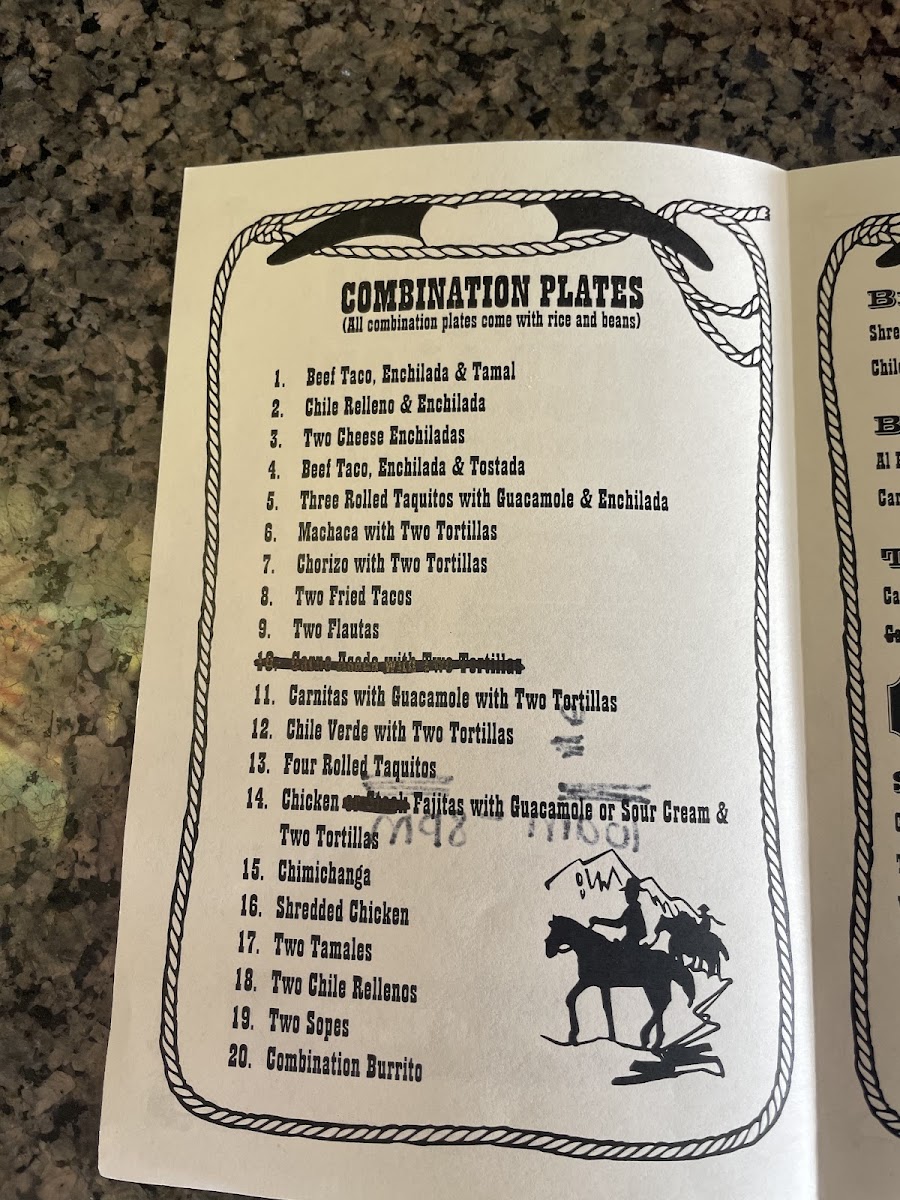 COMBINATION PLATES
(All combination plates come with rice and beans)
1. Beef Taco, Enchilada & Tamal
2. Chile Relleno & Enchilada
3. Two Cheese Enchiladas
4. Beef Taco, Enchilada & Tostada
5. Three Rolled Taquitos with Guacamole & Enchilada
6. Machaca with Two Tortillas
7. Chorizo with Two Tortillas
8. Two Fried Tacos
9. Two Flautas
10. Carne Asada with Two Tortillas
11. Carnitas with Guacamole with Two Tortillas
12. Chile Verde with Two Tortillas
13. Four Rolled Taquitos
14. Chicken or Steak Fajitas with Guacamole or Sour Cream &
Two Tortillas
10am - 8pm
15. Chimichanga
16. Shredded Chicken
17. Two Tamales
18. Two Chile Rellenos
19. Two Sopes
20. Combination Burrito